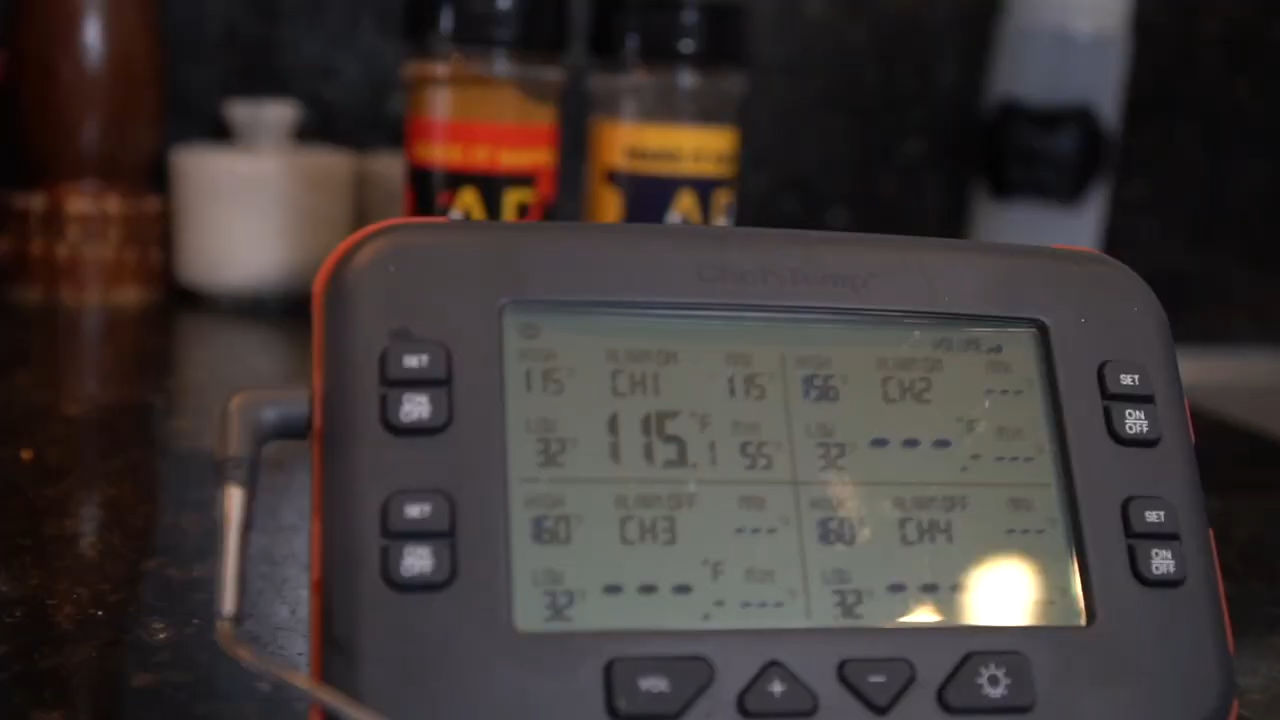 ChefsTemp
VOLUME
HIGH ALARM ON MAX HIGH ALARM ON MAX
115° CH1 115° 156° CH2 ---
LOW °F MIN LOW °F MIN
32° 115.1 55° 32° --- . ---
HIGH ALARM OFF MAX HIGH ALARM OFF MAX
160° CH3 --- 160° CH4 ---
LOW °F MIN LOW
32° --- . --- 32° ---
SET
ON
OFF
SET
ON
OFF
SET
ON
OFF
SET
ON
OFF
VOL + -